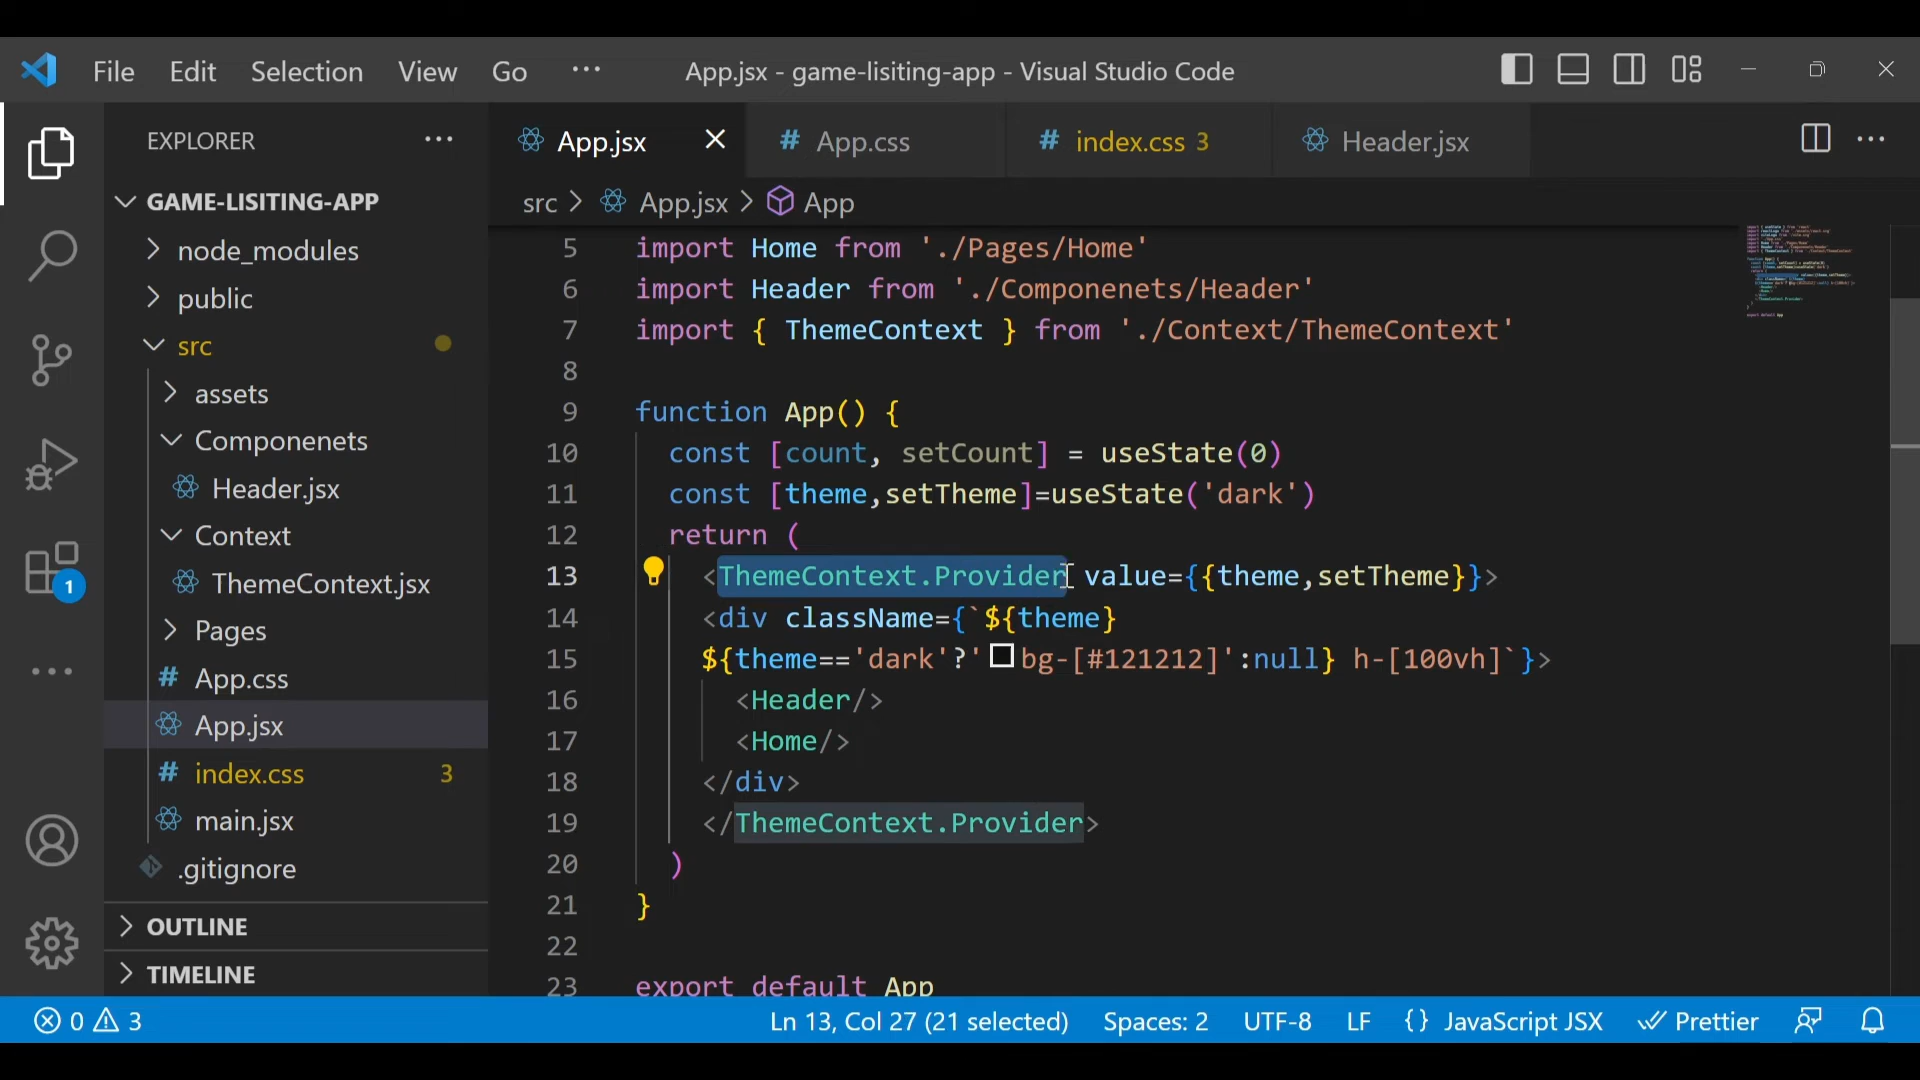 File Edit Selection View Go ··· App.jsx - game-lisiting-app - Visual Studio Code
EXPLORER ···
GAME-LISITING-APP
node_modules
public
src
assets
Componenets
Header.jsx
Context
ThemeContext.jsx
Pages
# App.css
App.jsx
# index.css 3
main.jsx
.gitignore
OUTLINE
TIMELINE
1
App.jsx # App.css # index.css 3 Header.jsx
src > App.jsx > App
5 import Home from './Pages/Home'
6 import Header from './Componenets/Header'
7 import { ThemeContext } from './Context/ThemeContext'
8
9 function App() {
10 const [count, setCount] = useState(0)
11 const [theme,setTheme]=useState('dark')
12 return (
13 <ThemeContext.Provider value={{theme,setTheme}}>
14 <div className={`${theme}
15 ${theme=='dark'?'bg-[#121212]':null} h-[100vh]`}>
16 <Header/>
17 <Home/>
18 </div>
19 </ThemeContext.Provider>
20 )
21 }
22
23 export default App
0 3 Ln 13, Col 27 (21 selected) Spaces: 2 UTF-8 LF {} JavaScript JSX Prettier